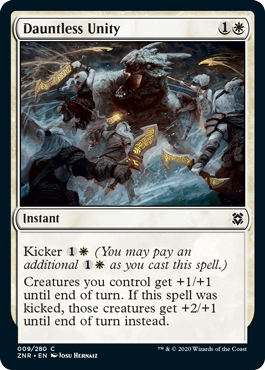 Dauntless Unity 1
Instant
Kicker 1 (You may pay an
additional 1 as you cast this spell.)
Creatures you control get +1/+1
until end of turn. If this spell was
kicked, those creatures get +2/+1
until end of turn instead.
009/280 C
ZNR • EN Josu Hernaiz
™ & © 2020 Wizards of the Coast